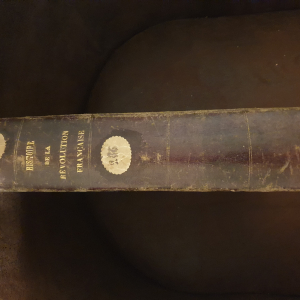 HISTOIRE
DE LA
RÉVOLUTION
FRANÇAISE